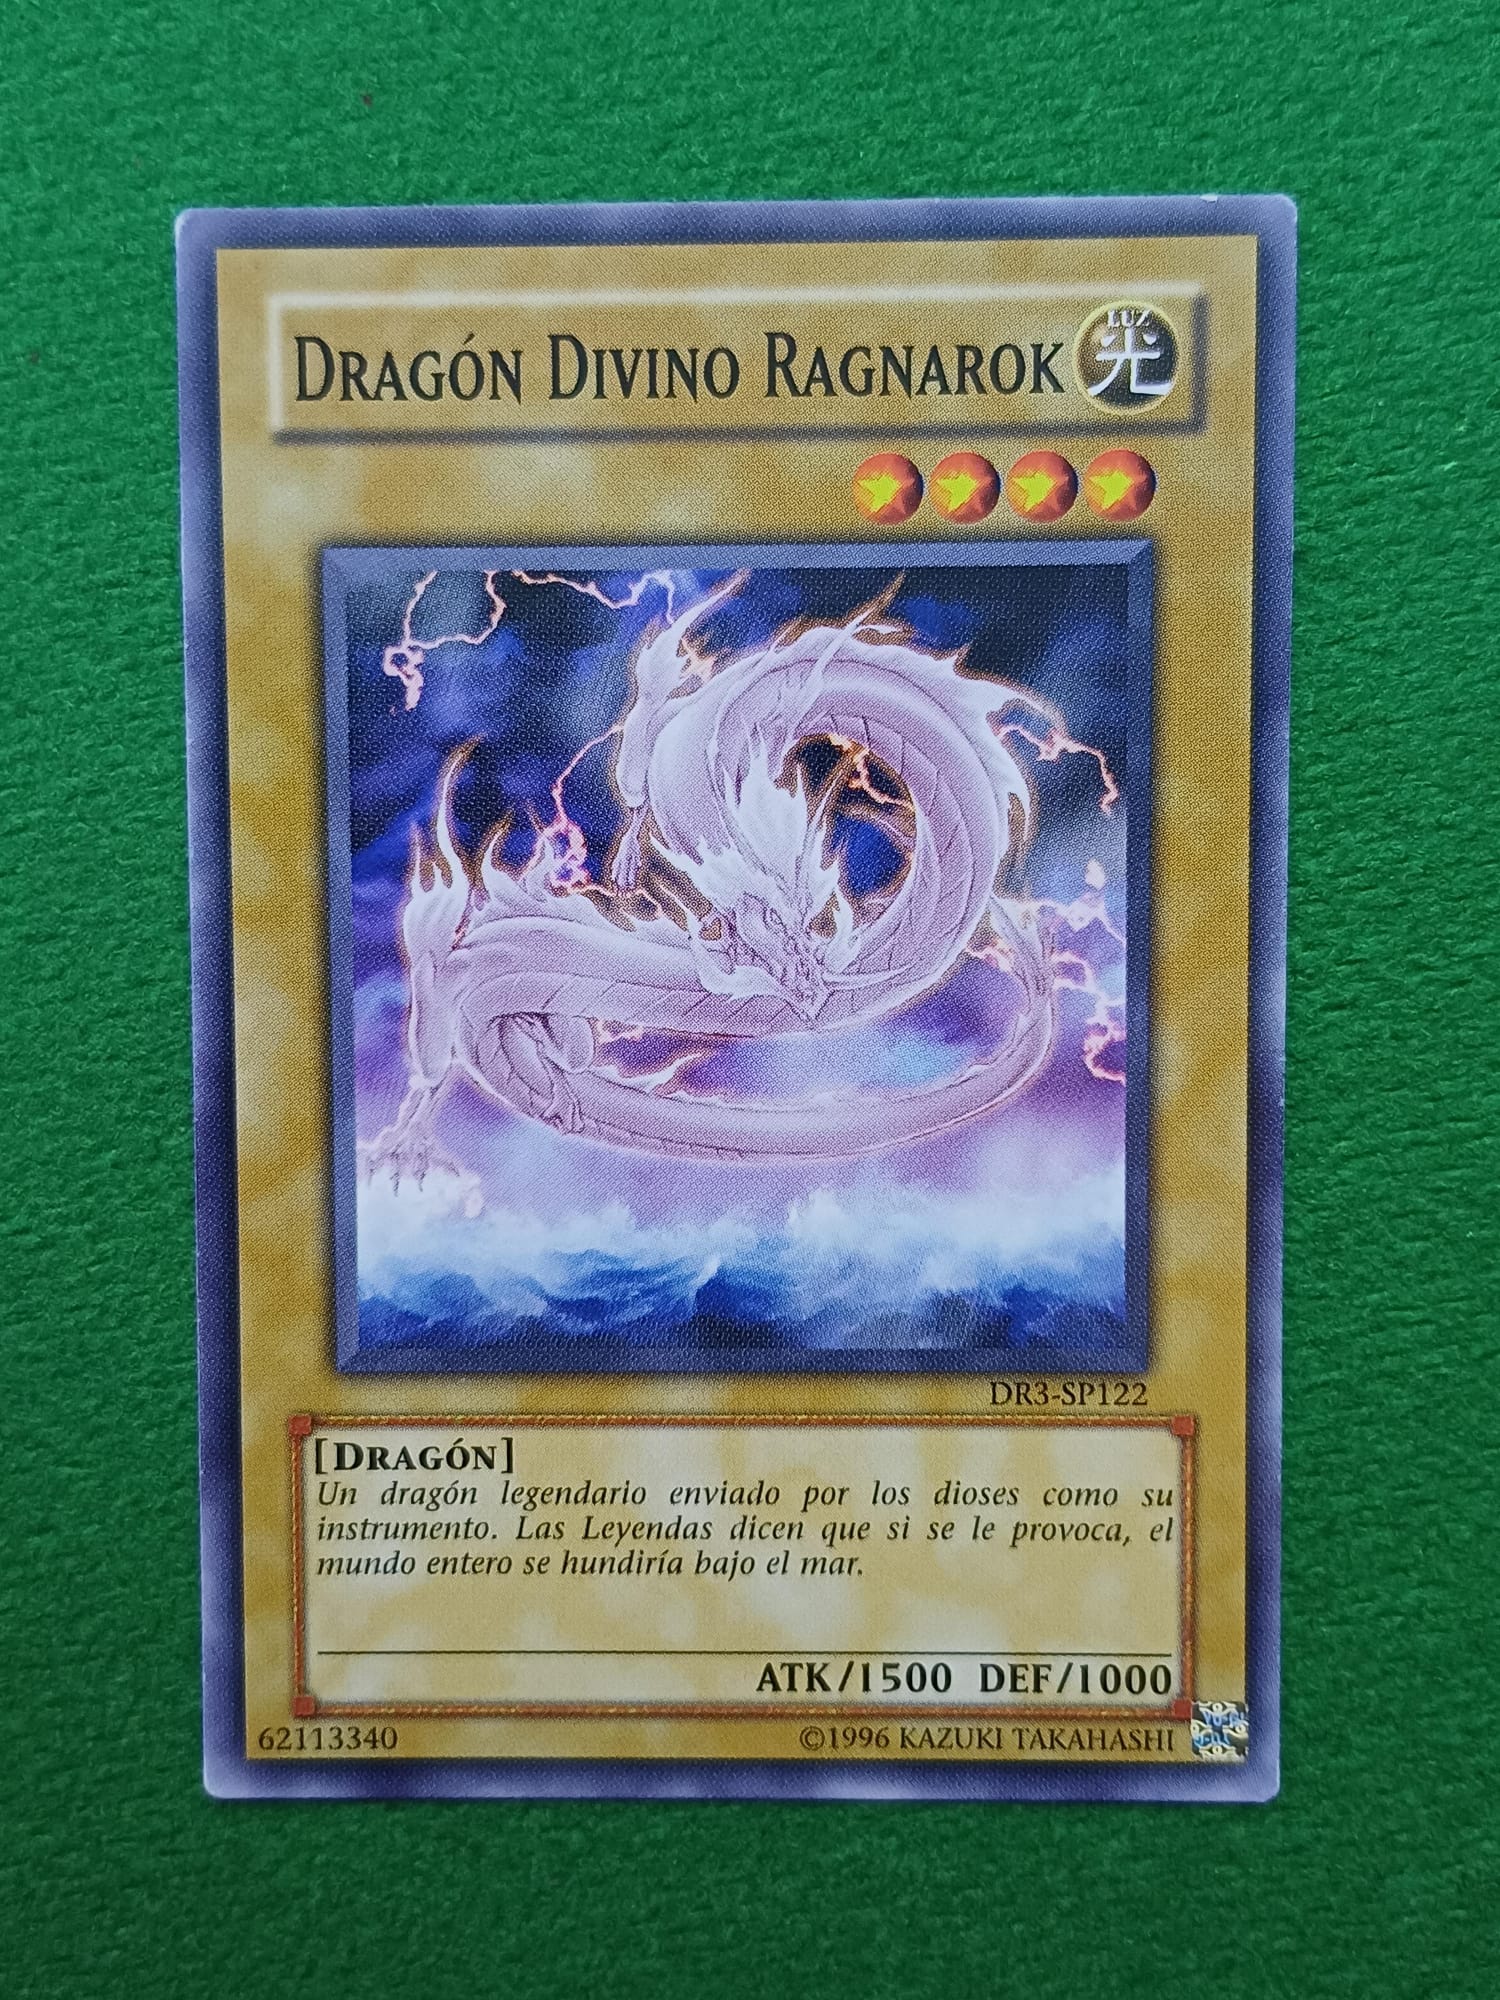 DRAGÓN DIVINO RAGNAROK
LUZ
光
DR3-SP122
[DRAGÓN]
Un dragón legendario enviado por los dioses como su
instrumento. Las Leyendas dicen que si se le provoca, el
mundo entero se hundiría bajo el mar.
ATK/1500 DEF/1000
62113340
©1996 KAZUKI TAKAHASHI